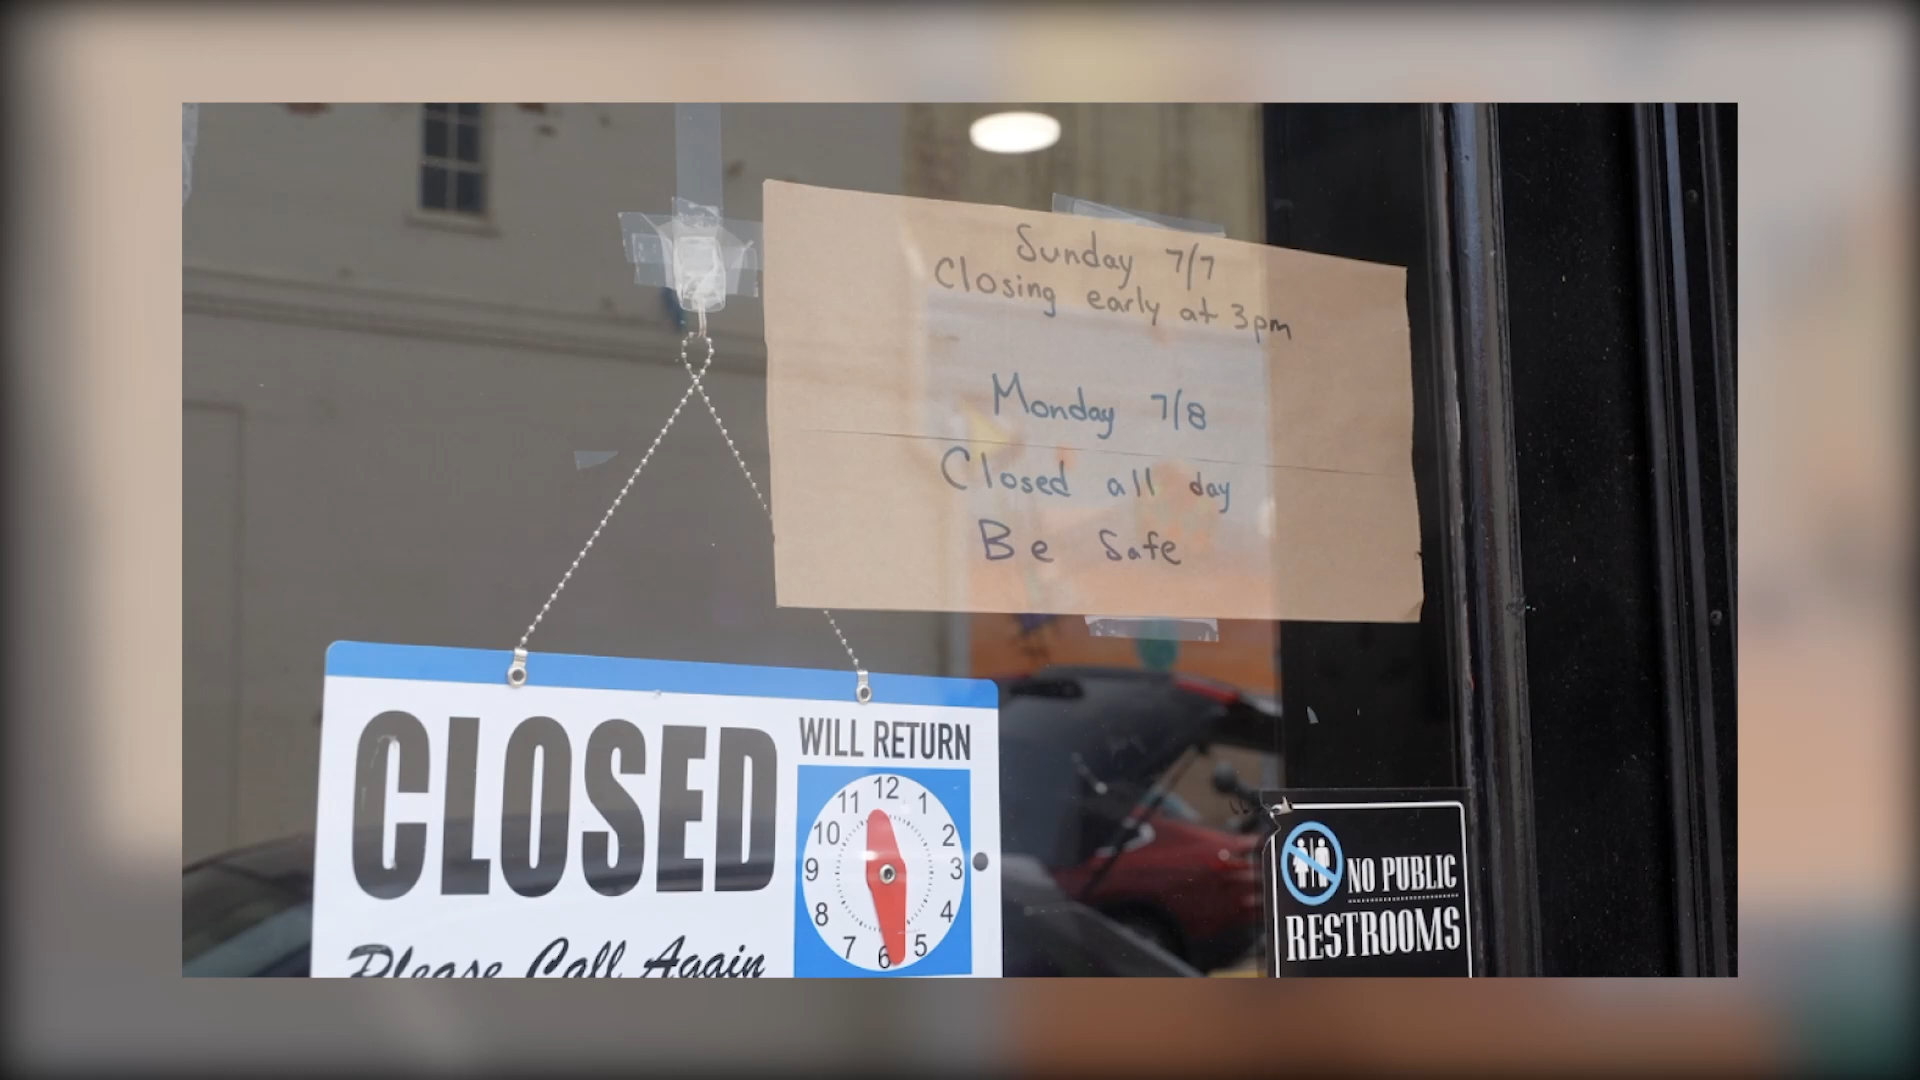 Sunday 7/7
Closing early at 3pm
Monday 7/8
Closed all day
Be Safe
CLOSED
Please Call Again
WILL RETURN
12
1
2
3
4
5
6
7
8
9
10
11
NO PUBLIC
RESTROOMS